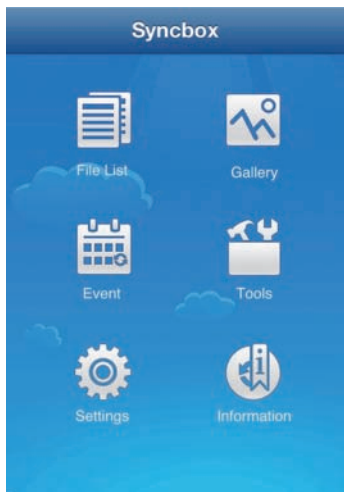 Syncbox
File List
Gallery
Event
Tools
Settings
Information